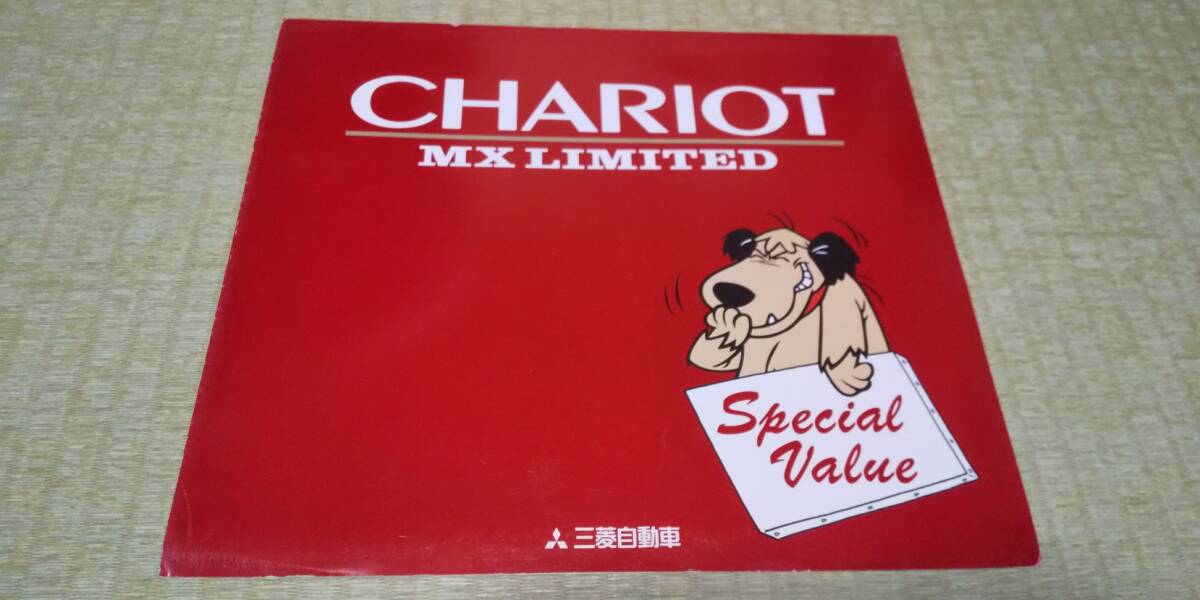 CHARIOT
MX LIMITED
Special
Value
三菱自動車